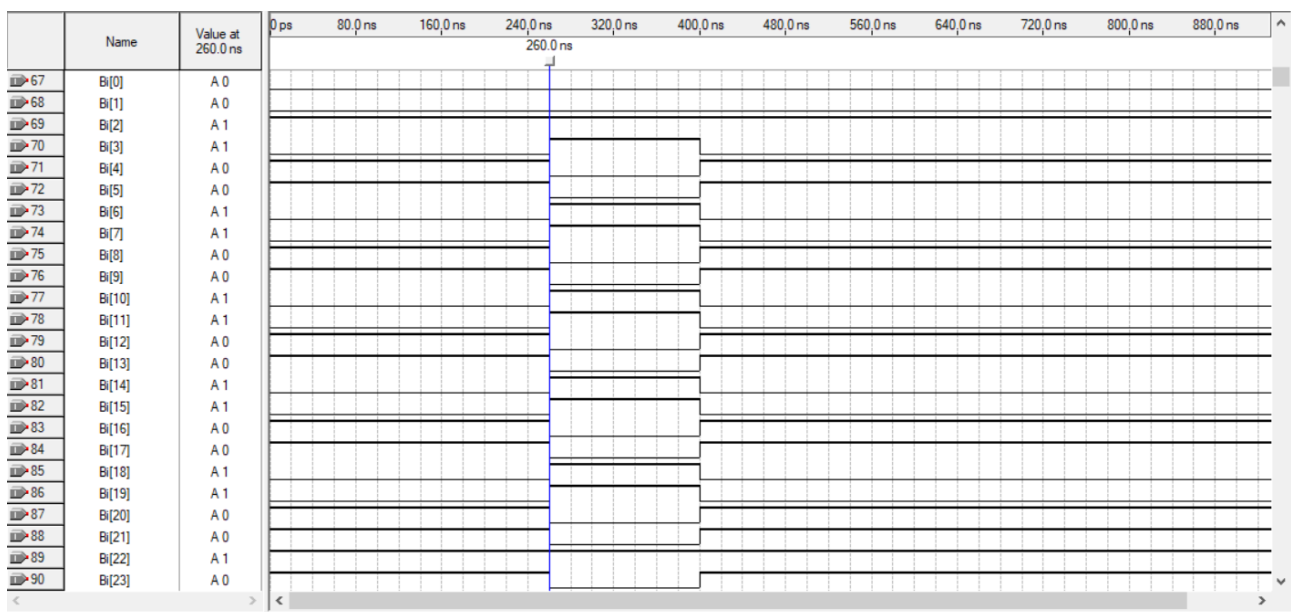 Name Value at 260.0 ns 0 ps 80.0 ns 160.0 ns 240.0 ns 320.0 ns 400.0 ns 480.0 ns 560.0 ns 640.0 ns 720.0 ns 800.0 ns 880.0 ns
260.0 ns
67 Bi[0] A 0
68 Bi[1] A 0
69 Bi[2] A 1
70 Bi[3] A 1
71 Bi[4] A 0
72 Bi[5] A 0
73 Bi[6] A 1
74 Bi[7] A 1
75 Bi[8] A 0
76 Bi[9] A 0
77 Bi[10] A 1
78 Bi[11] A 1
79 Bi[12] A 0
80 Bi[13] A 0
81 Bi[14] A 1
82 Bi[15] A 1
83 Bi[16] A 0
84 Bi[17] A 0
85 Bi[18] A 1
86 Bi[19] A 1
87 Bi[20] A 0
88 Bi[21] A 0
89 Bi[22] A 1
90 Bi[23] A 0